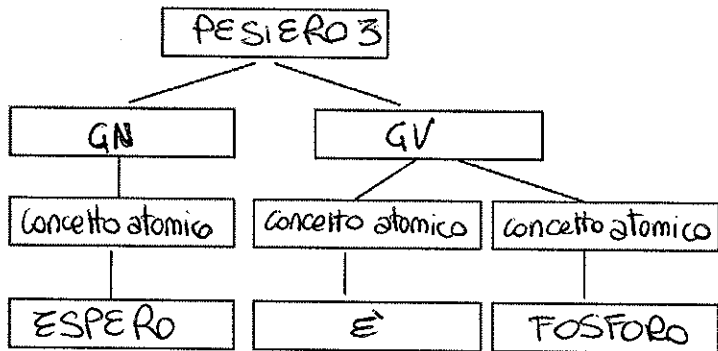 PESIERO 3
GN GV
concetto atomico concetto atomico concetto atomico
ESPERO È FOSFORO